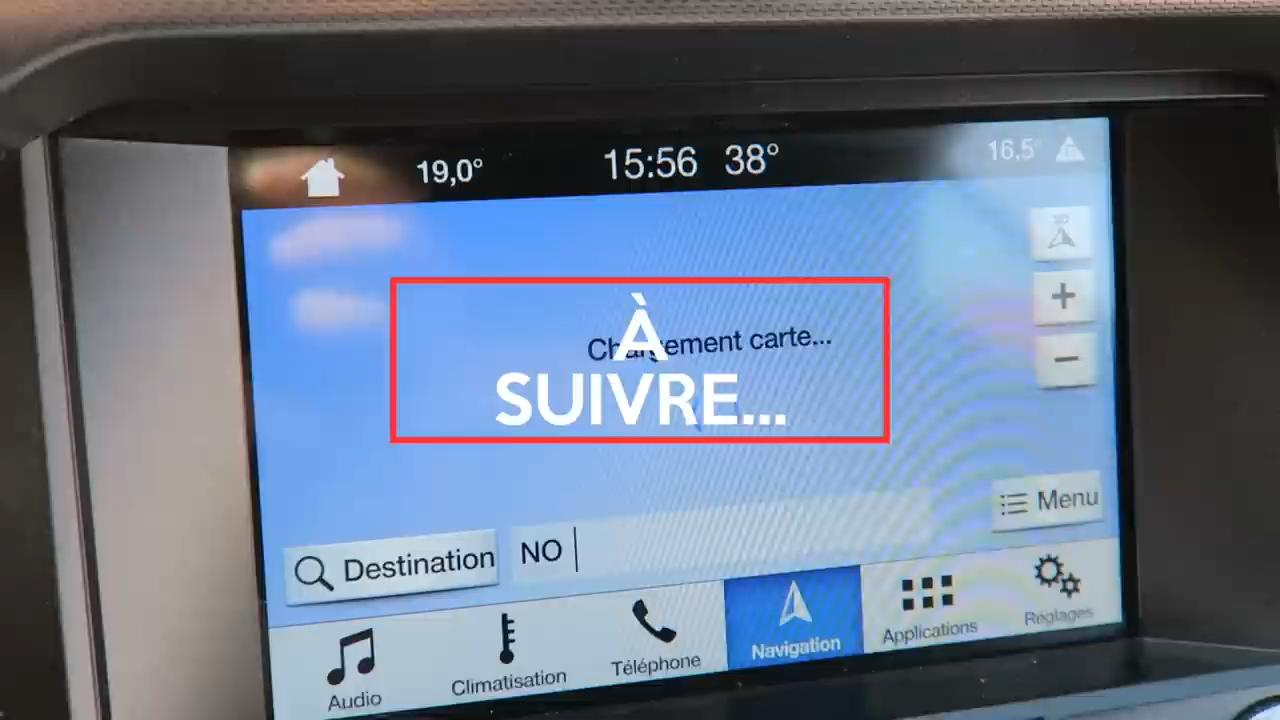 19,0° 15:56 38° 16,5°
3D
Chargement carte...
À
SUIVRE...
Menu
Destination NO
Audio Climatisation Téléphone Navigation Applications Réglages